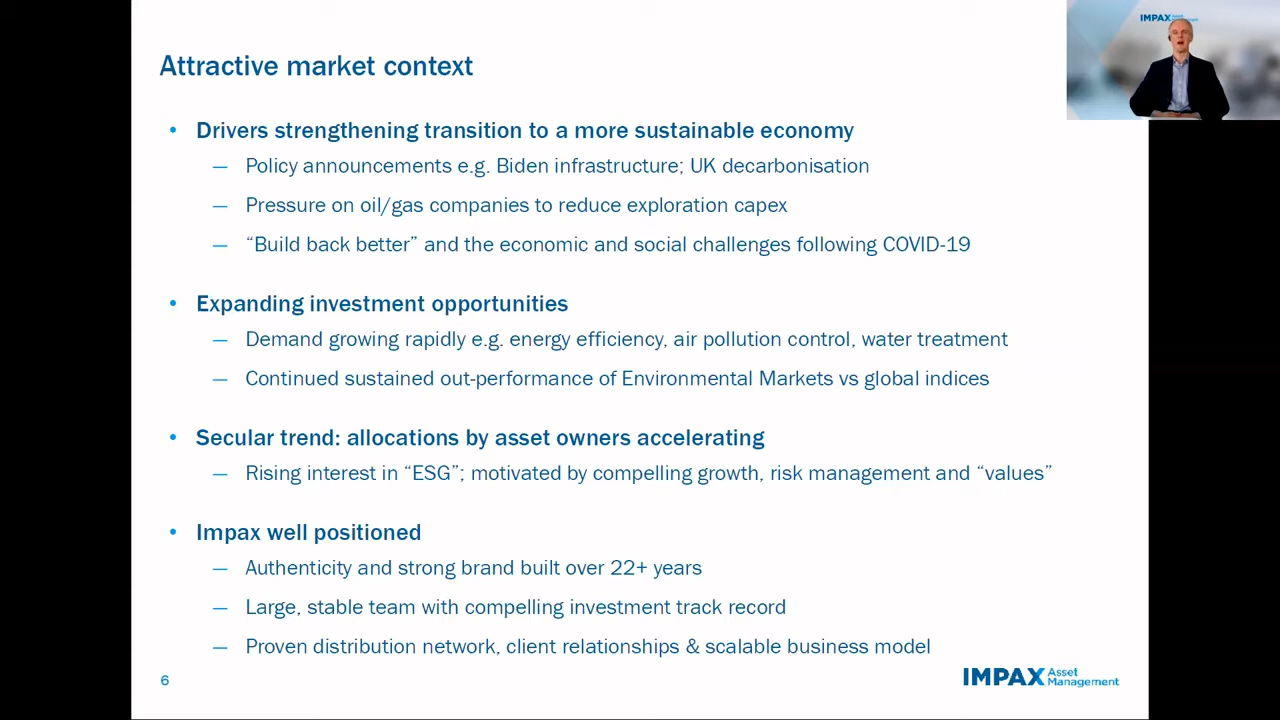 IMPAX
Attractive market context
• Drivers strengthening transition to a more sustainable economy
— Policy announcements e.g. Biden infrastructure; UK decarbonisation
— Pressure on oil/gas companies to reduce exploration capex
— “Build back better” and the economic and social challenges following COVID-19
• Expanding investment opportunities
— Demand growing rapidly e.g. energy efficiency, air pollution control, water treatment
— Continued sustained out-performance of Environmental Markets vs global indices
• Secular trend: allocations by asset owners accelerating
— Rising interest in “ESG”; motivated by compelling growth, risk management and “values”
• Impax well positioned
— Authenticity and strong brand built over 22+ years
— Large, stable team with compelling investment track record
— Proven distribution network, client relationships & scalable business model
6
IMPAX Asset Management